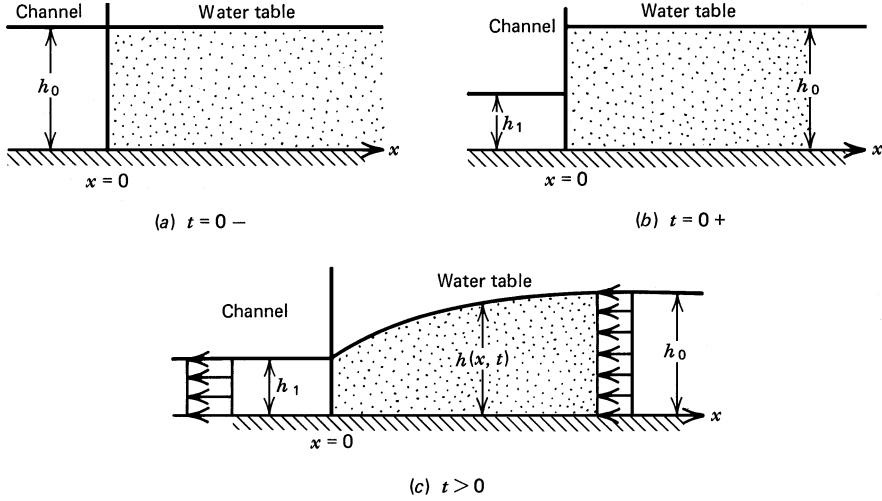 Channel Water table
h₀
x
x = 0
(a) t = 0 −
Water table
Channel
h₀
h₁
x
x = 0
(b) t = 0 +
Water table
Channel
h(x, t)
h₀
h₁
x
x = 0
(c) t > 0